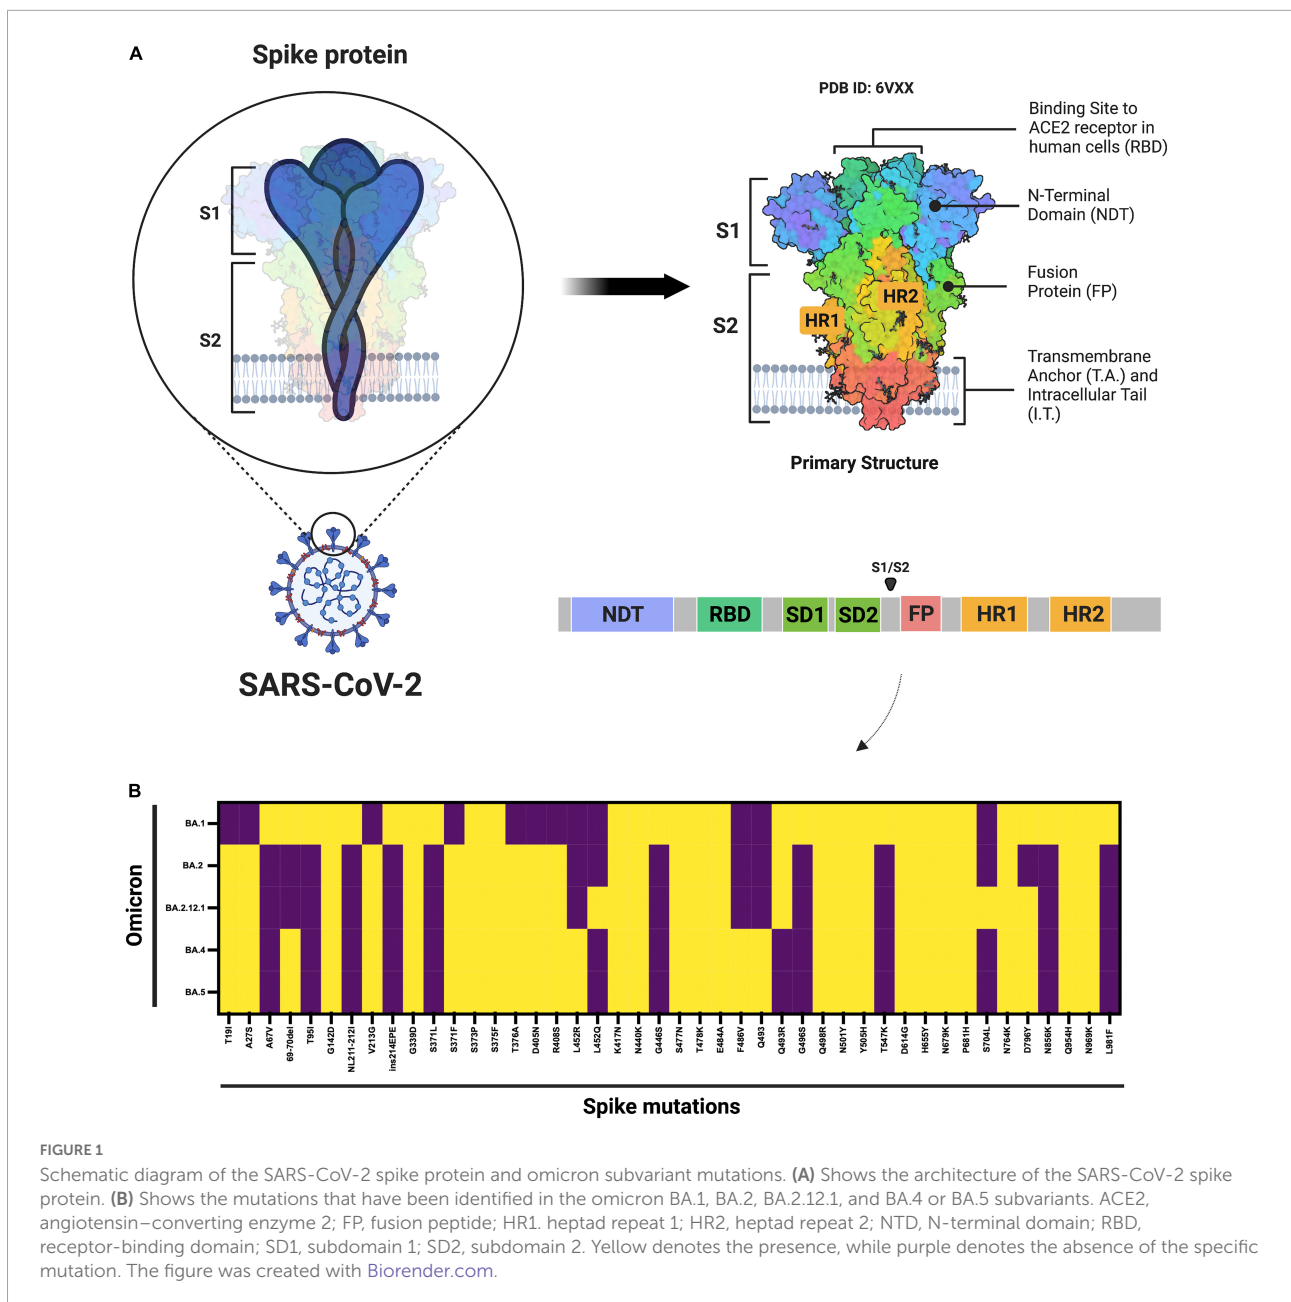 A
Spike protein
S1
S2
SARS-CoV-2
PDB ID: 6VXX
Binding Site to
ACE2 receptor in
human cells (RBD)
N-Terminal
Domain (NDT)
Fusion
Protein (FP)
Transmembrane
Anchor (T.A.) and
Intracellular Tail
(I.T.)
S1
S2
HR1
HR2
Primary Structure
S1/S2
NDT RBD SD1 SD2 FP HR1 HR2
B
Omicron
BA.1
BA.2
BA.2.12.1
BA.4
BA.5
T19I
A27S
A67V
69-70del
T95I
G142D
NL211-212I
V213G
ins214EPE
G339D
S371L
S371F
S373P
S375F
T376A
D405N
R408S
L452R
L452Q
K417N
N440K
G446S
S477N
T478K
E484A
F486V
Q493
Q493R
G496S
Q498R
N501Y
Y505H
T547K
D614G
H655Y
N679K
P681H
S704L
N764K
D796Y
N856K
Q954H
N969K
L981F
Spike mutations
FIGURE 1
Schematic diagram of the SARS-CoV-2 spike protein and omicron subvariant mutations. (A) Shows the architecture of the SARS-CoV-2 spike
protein. (B) Shows the mutations that have been identified in the omicron BA.1, BA.2, BA.2.12.1, and BA.4 or BA.5 subvariants. ACE2,
angiotensin–converting enzyme 2; FP, fusion peptide; HR1. heptad repeat 1; HR2, heptad repeat 2; NTD, N-terminal domain; RBD,
receptor-binding domain; SD1, subdomain 1; SD2, subdomain 2. Yellow denotes the presence, while purple denotes the absence of the specific
mutation. The figure was created with Biorender.com.